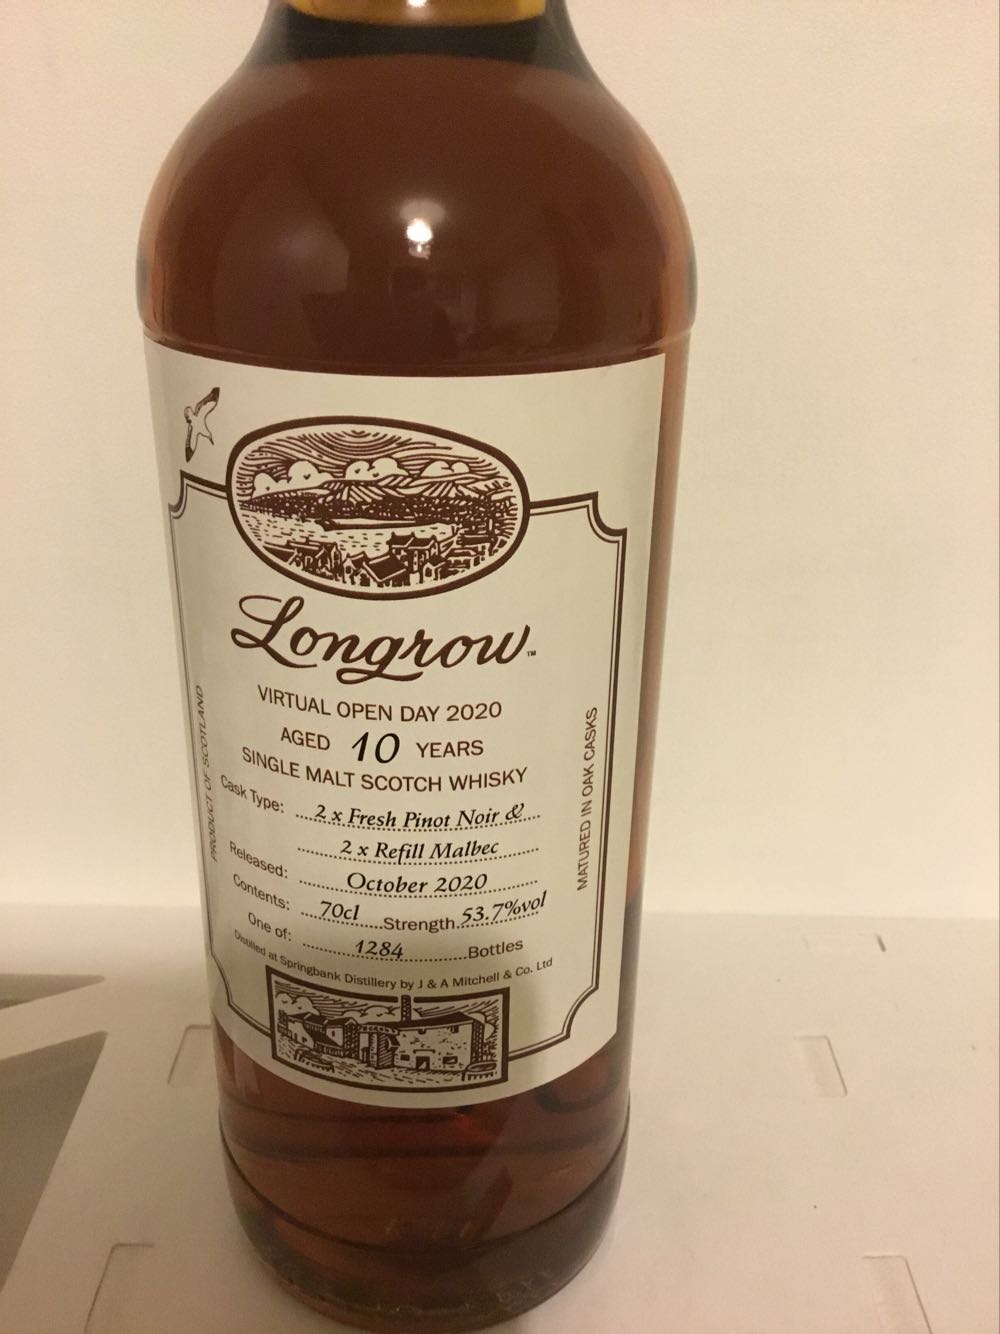 Longrow™
VIRTUAL OPEN DAY 2020
AGED 10 YEARS
SINGLE MALT SCOTCH WHISKY
Cask Type: 2 x Fresh Pinot Noir &
2 x Refill Malbec
Released: October 2020
Contents: 70cl Strength 53.7%vol
One of: 1284 Bottles
Distilled at Springbank Distillery by J & A Mitchell & Co. Ltd
PRODUCT OF SCOTLAND
MATURED IN OAK CASKS